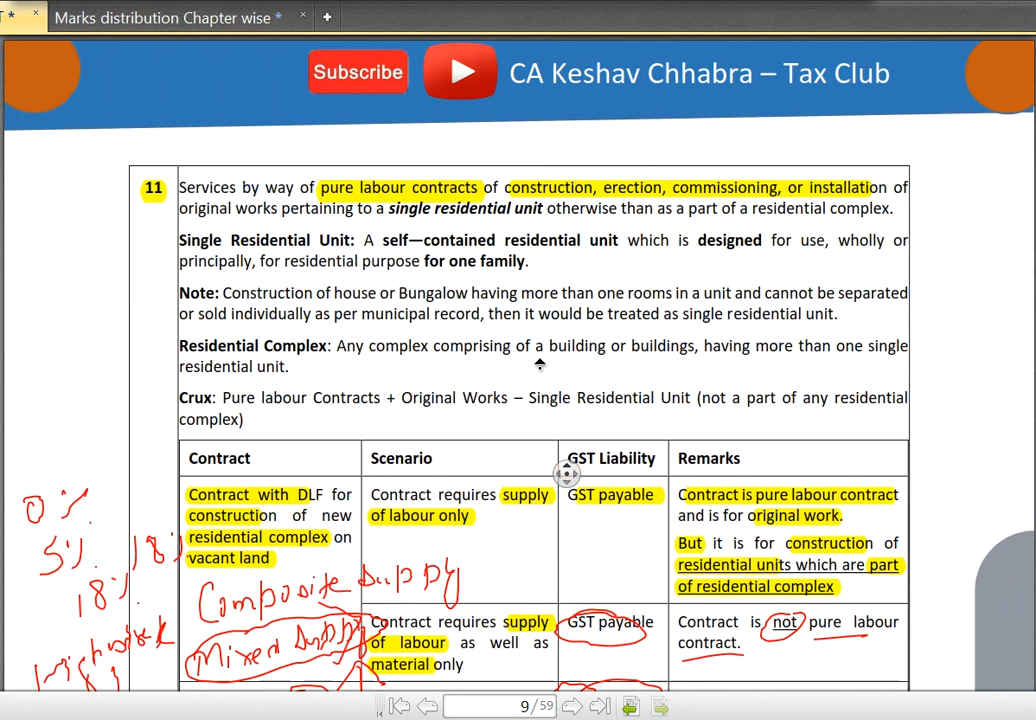 T *
Marks distribution Chapter wise *
Subscribe
CA Keshav Chhabra – Tax Club
11
Services by way of pure labour contracts of construction, erection, commissioning, or installation of
original works pertaining to a single residential unit otherwise than as a part of a residential complex.
Single Residential Unit: A self—contained residential unit which is designed for use, wholly or
principally, for residential purpose for one family.
Note: Construction of house or Bungalow having more than one rooms in a unit and cannot be separated
or sold individually as per municipal record, then it would be treated as single residential unit.
Residential Complex: Any complex comprising of a building or buildings, having more than one single
residential unit.
Crux: Pure labour Contracts + Original Works – Single Residential Unit (not a part of any residential
complex)
Contract
Scenario
GST Liability
Remarks
Contract with DLF for
construction of new
residential complex on
vacant land
Contract requires supply
of labour only
GST payable
Contract is pure labour contract
and is for original work.
But it is for construction of
residential units which are part
of residential complex
0%.
5%.
18%
18%.
Composite Supply
Mixed Supply
Contract requires supply
of labour as well as
material only
GST payable
Contract is not pure labour
contract.
9 / 59